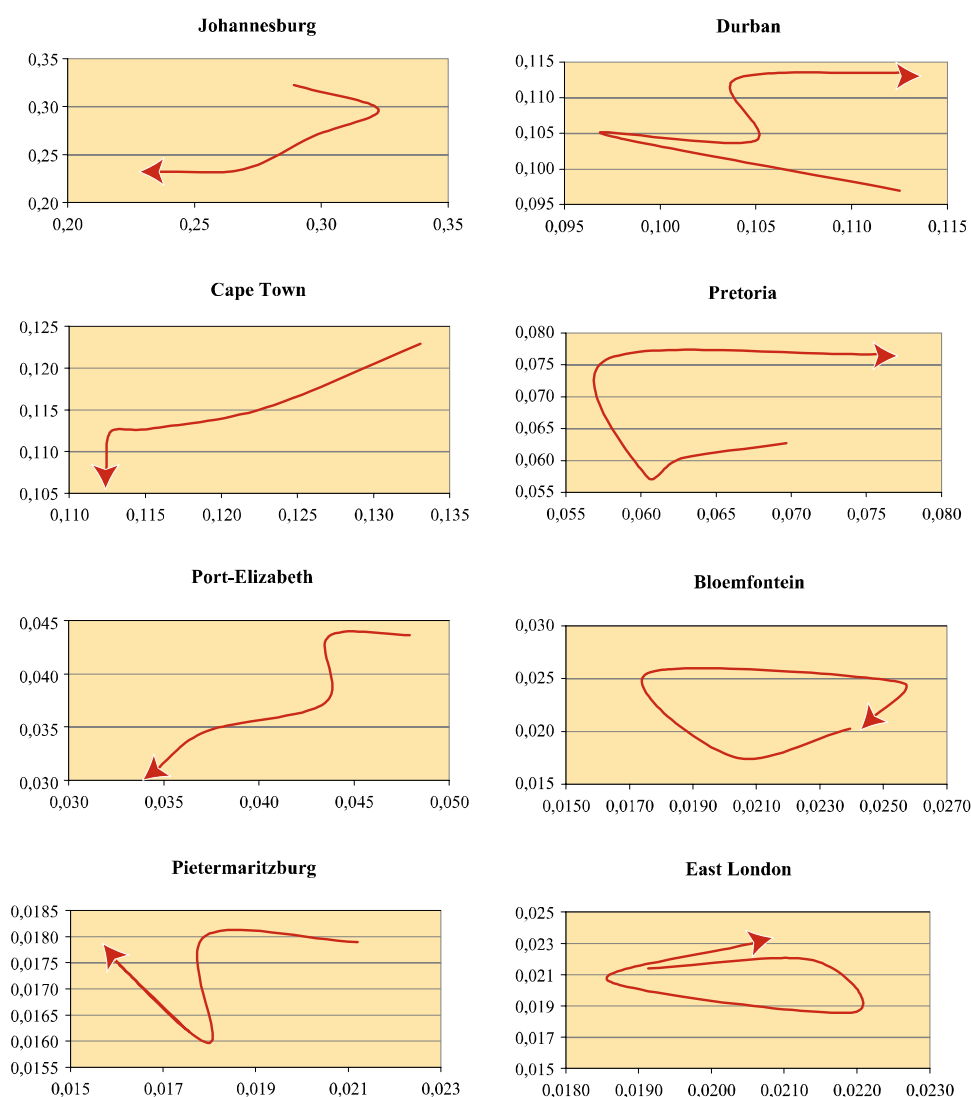 Johannesburg
0,35
0,30
0,25
0,20
0,20 0,25 0,30 0,35
Durban
0,115
0,110
0,105
0,100
0,095
0,095 0,100 0,105 0,110 0,115
Cape Town
0,125
0,120
0,115
0,110
0,105
0,110 0,115 0,120 0,125 0,130 0,135
Pretoria
0,080
0,075
0,070
0,065
0,060
0,055
0,055 0,060 0,065 0,070 0,075 0,080
Port-Elizabeth
0,045
0,040
0,035
0,030
0,030 0,035 0,040 0,045 0,050
Bloemfontein
0,030
0,025
0,020
0,015
0,0150 0,0170 0,0190 0,0210 0,0230 0,0250 0,0270
Pietermaritzburg
0,0185
0,0180
0,0175
0,0170
0,0165
0,0160
0,0155
0,015 0,017 0,019 0,021 0,023
East London
0,025
0,023
0,021
0,019
0,017
0,015
0,0180 0,0190 0,0200 0,0210 0,0220 0,0230